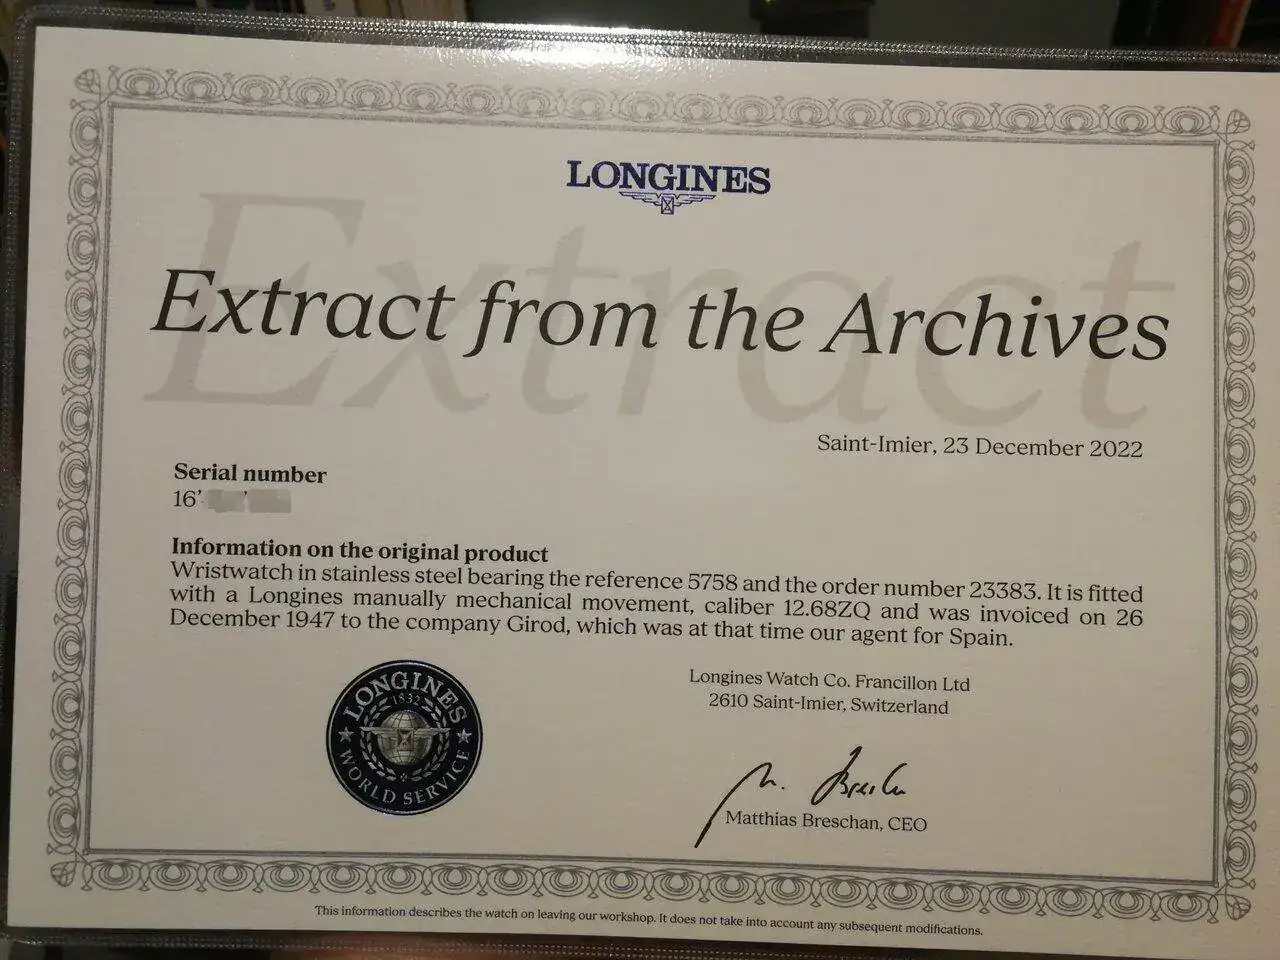 LONGINES
Extract
Extract from the Archives
Saint-Imier, 23 December 2022
Serial number
16’ ’
Information on the original product
Wristwatch in stainless steel bearing the reference 5758 and the order number 23383. It is fitted
with a Longines manually mechanical movement, caliber 12.68ZQ and was invoiced on 26
December 1947 to the company Girod, which was at that time our agent for Spain.
Longines Watch Co. Francillon Ltd
2610 Saint-Imier, Switzerland
LONGINES
1832
WORLD SERVICE
M. Breschan
Matthias Breschan, CEO
This information describes the watch on leaving our workshop. It does not take into account any subsequent modifications.